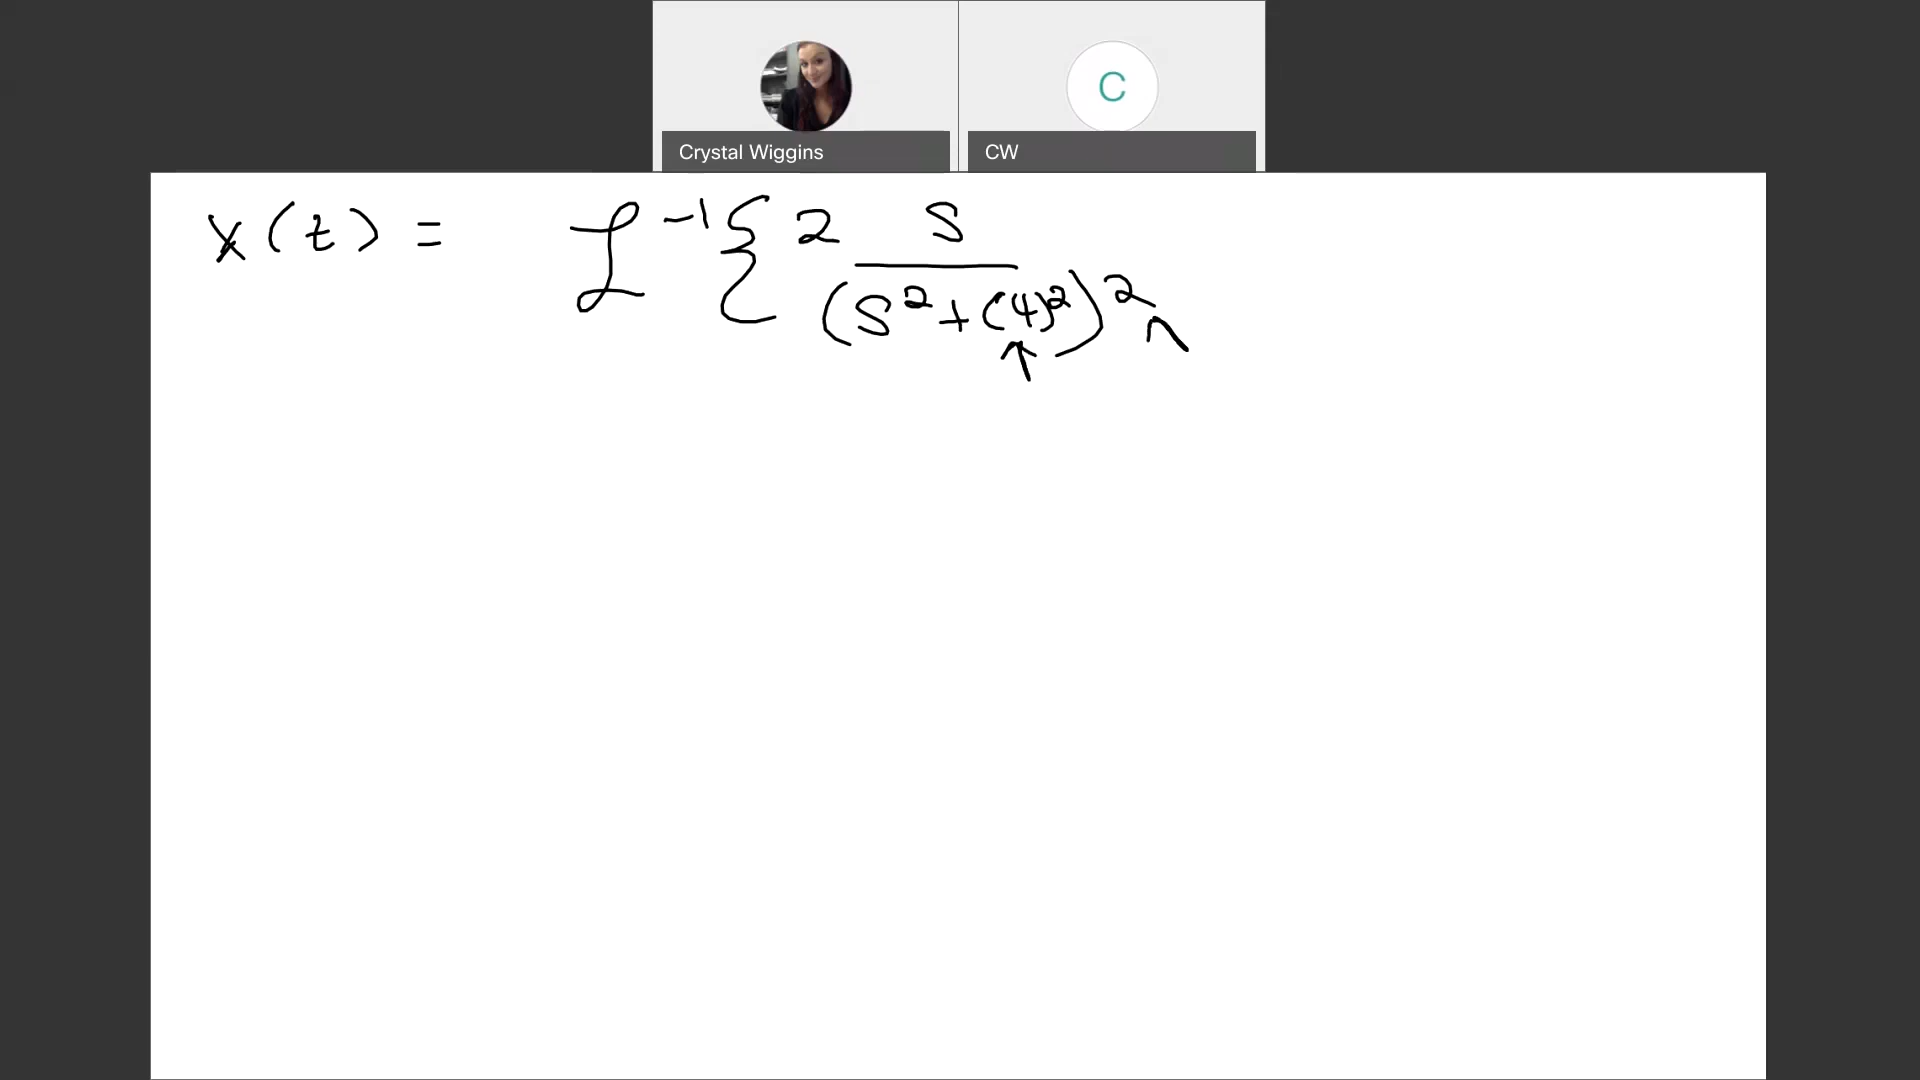 Crystal Wiggins
C
CW
x(t) = ℒ⁻¹{2 s
(s² + (4)²)²